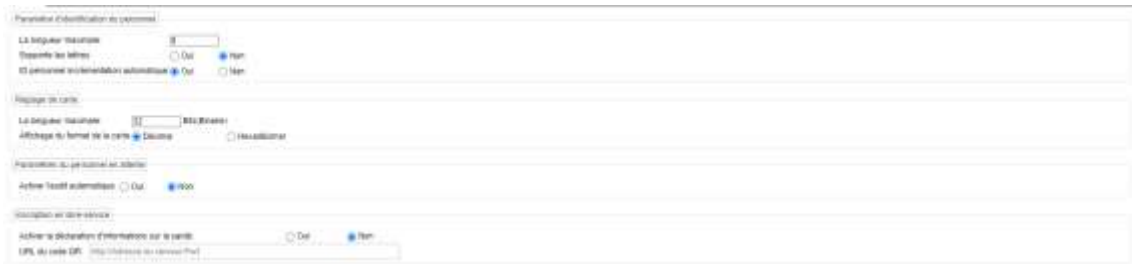 Paramètre d'identification du personnel
La longueur maximale
Supporte les lettres Oui Non
ID personnel incrémentation automatique Oui Non
Réglage de carte
La longueur maximale Bits(Binaire)
Affichage du format de la carte Décimal Hexadécimal
Paramètres du personnel en attente
Activer l'audit automatique Oui Non
Inscription en libre-service
Activer la déclaration d'informations sur la santé Oui Non
URL du code QR